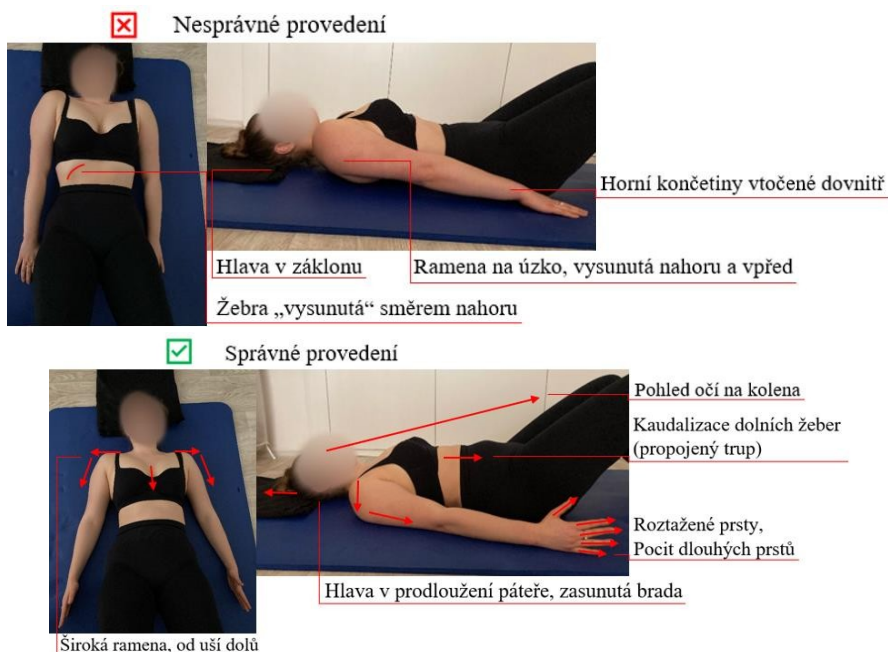 Nesprávné provedení
Horní končetiny vtočené dovnitř
Hlava v záklonu
Ramena na úzko, vysunutá nahoru a vpřed
Žebra „vysunutá“ směrem nahoru
Správné provedení
Pohled očí na kolena
Kaudalizace dolních žeber
(propojený trup)
Roztažené prsty,
Pocit dlouhých prstů
Hlava v prodloužení páteře, zasunutá brada
Široká ramena, od uší dolů